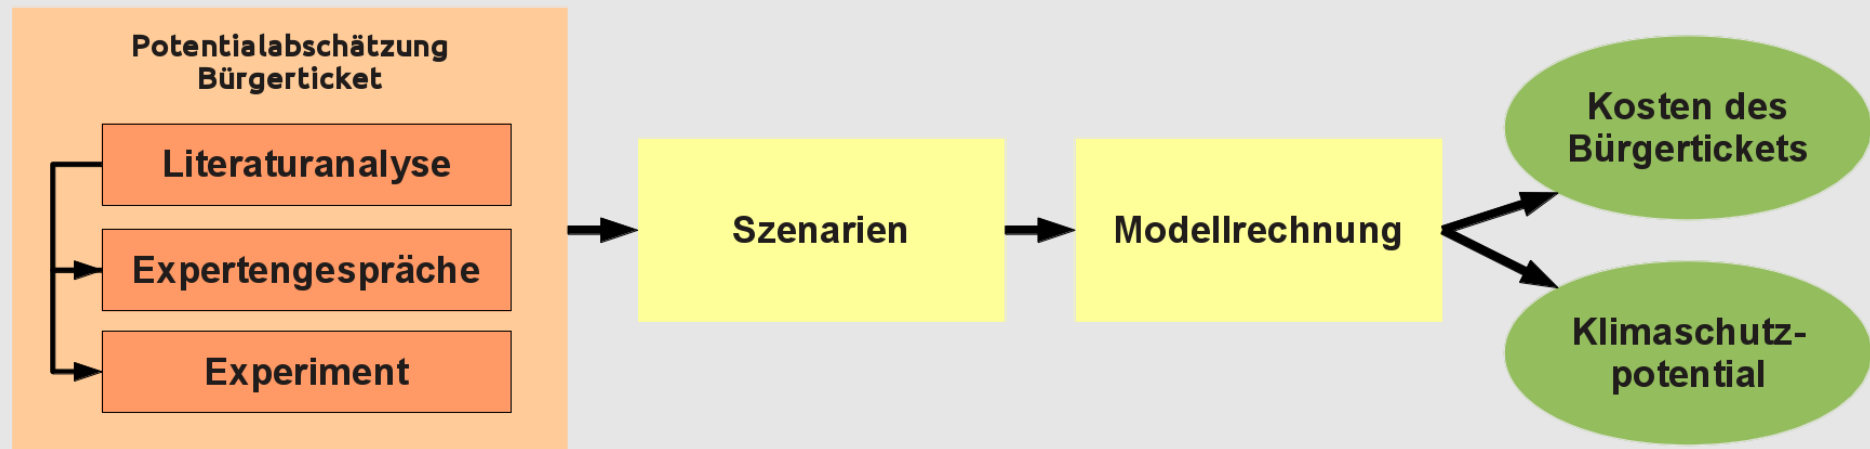 Potentialabschätzung
Bürgerticket
Literaturanalyse
Expertengespräche
Experiment
Szenarien
Modellrechnung
Kosten des
Bürgertickets
Klimaschutz-
potential